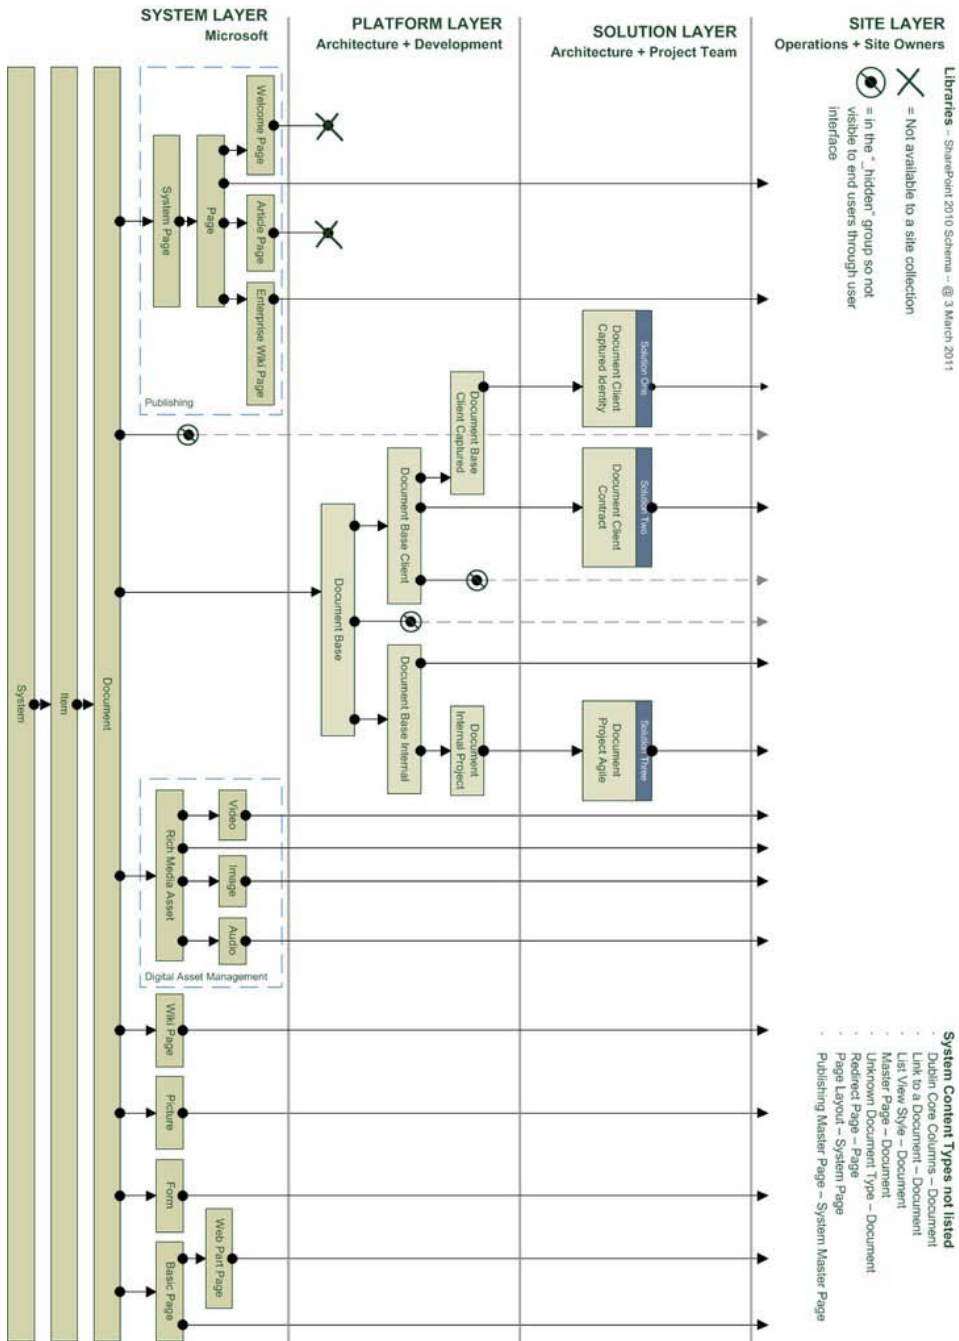 SYSTEM LAYER
Microsoft
PLATFORM LAYER
Architecture + Development
SOLUTION LAYER
Architecture + Project Team
SITE LAYER
Operations + Site Owners
Libraries – SharePoint 2010 Schema – @ 3 March 2011
= Not available to a site collection
= in the "_hidden" group so not
visible to end users through user
interface
Welcome Page
Article Page
Enterprise Wiki Page
Page
System Page
Publishing
Document Base
Client Captured
Document Base Client
Document Base
Document Base Internal
Document
Internal Project
Solution One
Document Client
Captured Identity
Solution Two
Document Client
Contract
Solution Three
Document
Project Agile
System
Item
Document
Video
Image
Audio
Rich Media Asset
Digital Asset Management
Wiki Page
Picture
Form
Web Part Page
Basic Page
System Content Types not listed
· Dublin Core Columns – Document
· Link to a Document – Document
· List View Style – Document
· Master Page – Document
· Unknown Document Type – Document
· Redirect Page – Page
· Page Layout – System Page
· Publishing Master Page – System Master Page